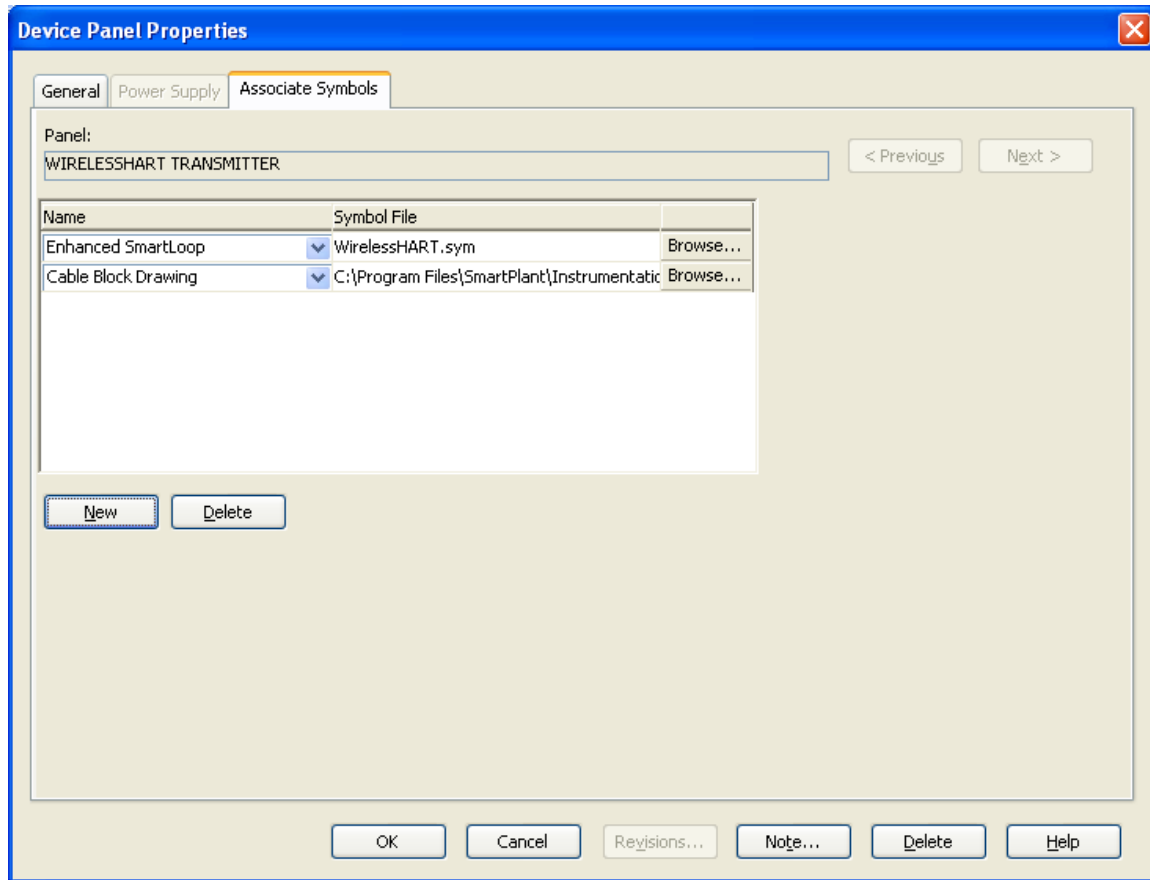 Device Panel Properties
General Power Supply Associate Symbols
Panel:
WIRELESSHART TRANSMITTER
< Previous Next >
Name Symbol File
Enhanced SmartLoop WirelessHART.sym Browse...
Cable Block Drawing C:\Program Files\SmartPlant\Instrumentatic Browse...
New Delete
OK Cancel Revisions... Note... Delete Help